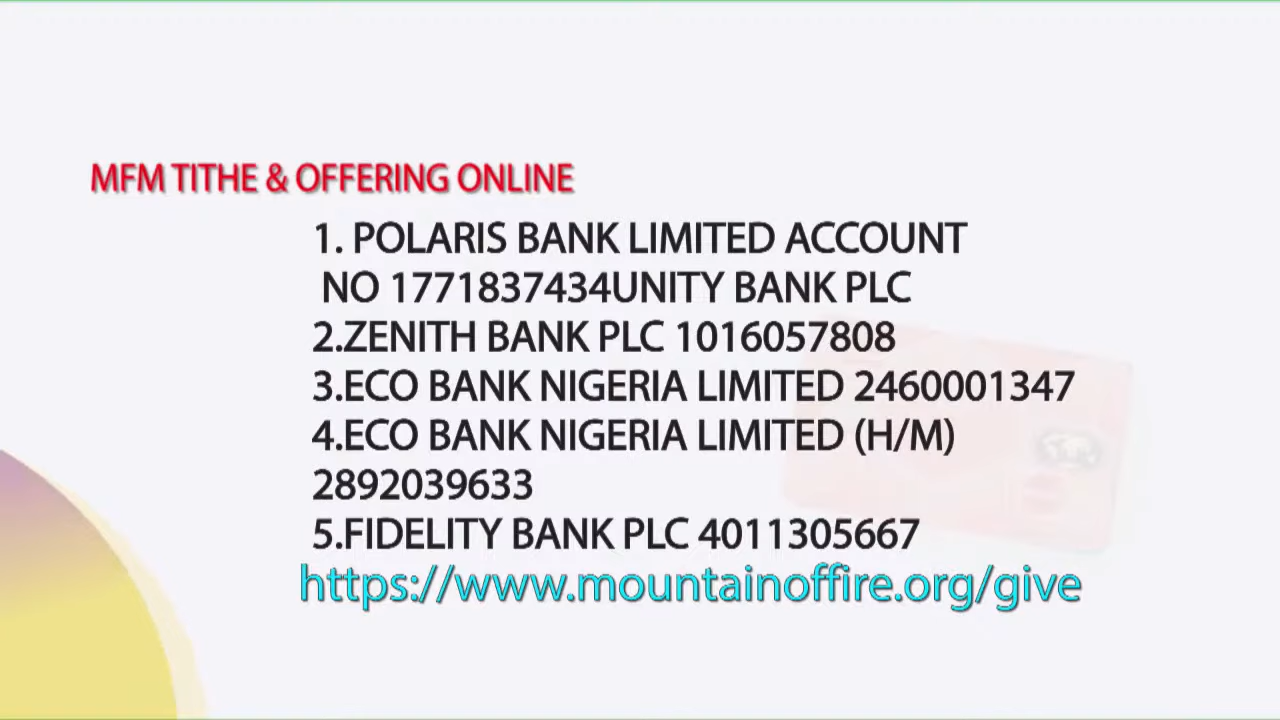 MFM TITHE & OFFERING ONLINE
1. POLARIS BANK LIMITED ACCOUNT
NO 1771837434UNITY BANK PLC
2.ZENITH BANK PLC 1016057808
3.ECO BANK NIGERIA LIMITED 2460001347
4.ECO BANK NIGERIA LIMITED (H/M)
2892039633
5.FIDELITY BANK PLC 4011305667
https://www.mountainoffire.org/give